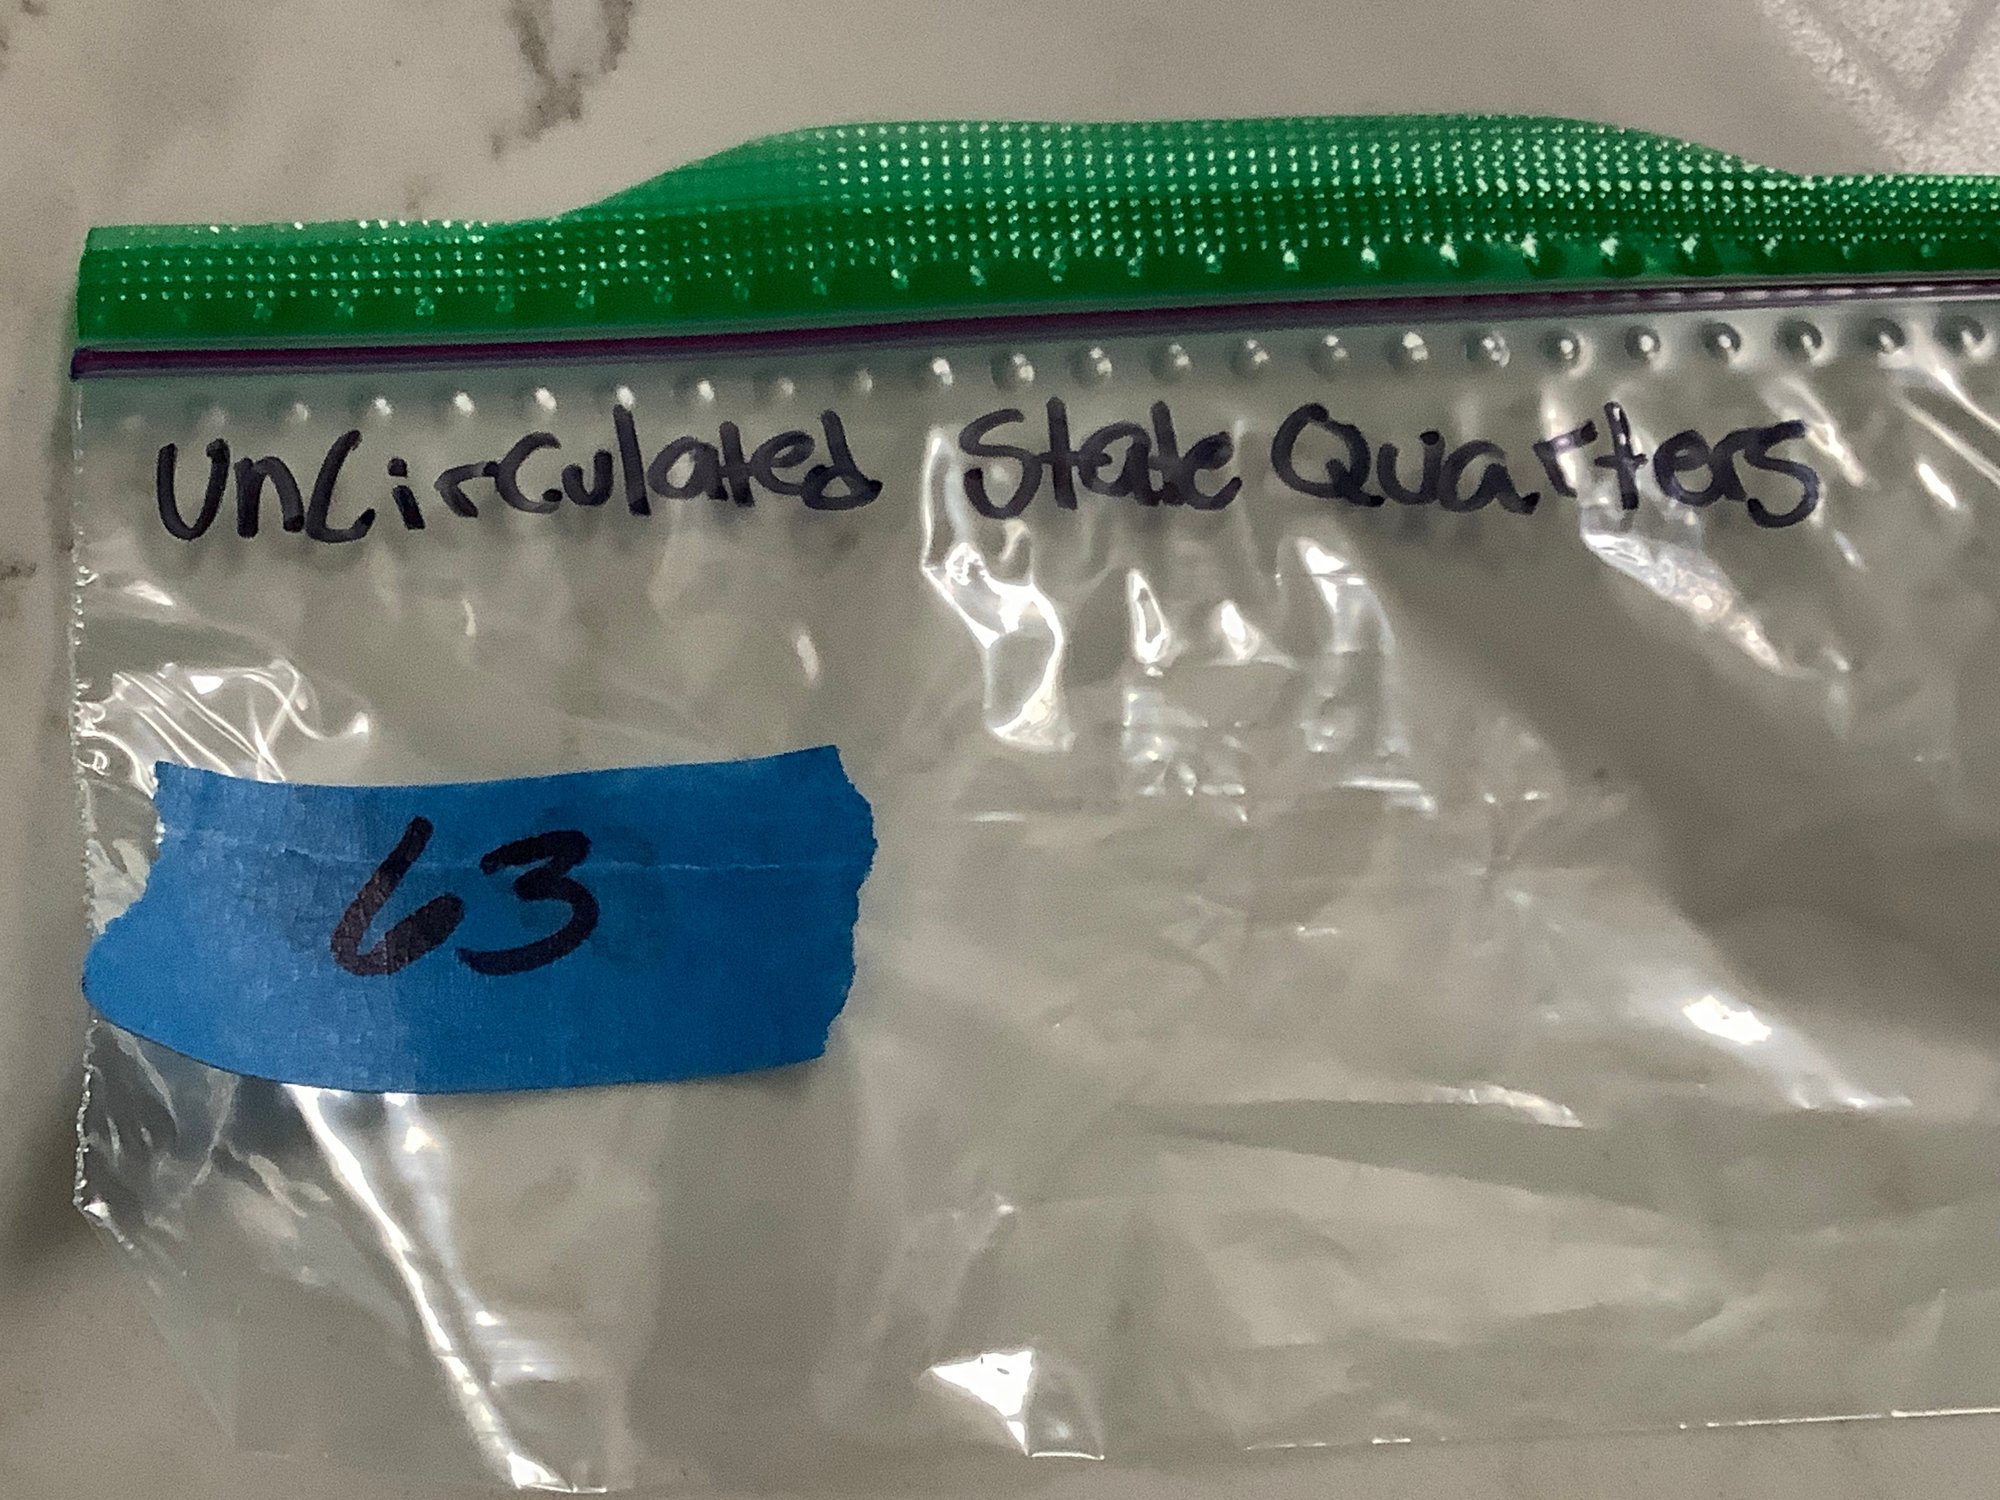 Uncirculated State Quarters
63